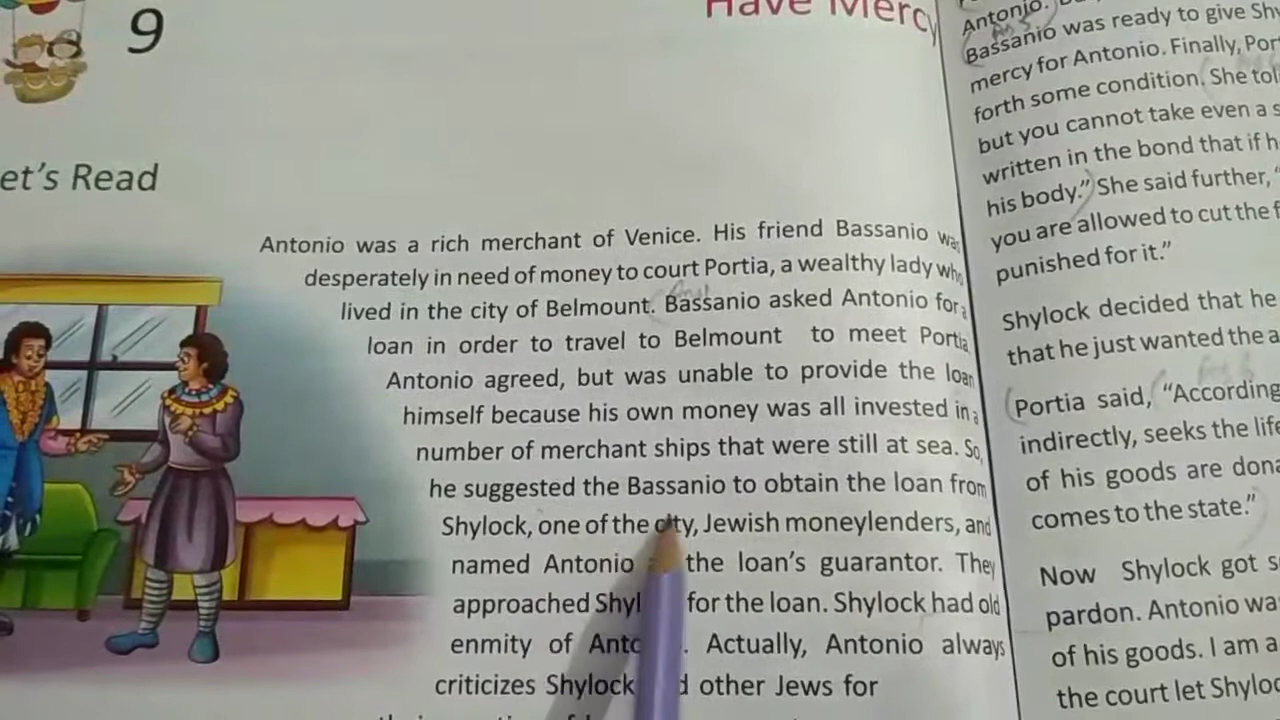 9
Have Mercy
et's Read
Antonio was a rich merchant of Venice. His friend Bassanio was
desperately in need of money to court Portia, a wealthy lady who
lived in the city of Belmount. Bassanio asked Antonio for a
loan in order to travel to Belmount to meet Portia
Antonio agreed, but was unable to provide the loan
himself because his own money was all invested in a
number of merchant ships that were still at sea. So,
he suggested the Bassanio to obtain the loan from
Shylock, one of the city, Jewish moneylenders, and
named Antonio the loan's guarantor. They
approached Shyl for the loan. Shylock had old
enmity of Anto . Actually, Antonio always
criticizes Shylock d other Jews for
Antonio.
Bassanio was ready to give Shy
mercy for Antonio. Finally, Por
forth some condition. She tol
but you cannot take even a s
written in the bond that if h
his body." She said further, "
you are allowed to cut the f
punished for it."
Shylock decided that he
that he just wanted the a
Portia said, "According
indirectly, seeks the life
of his goods are dona
comes to the state."
Now Shylock got s
pardon. Antonio wa
of his goods. I am a
the court let Shyloc